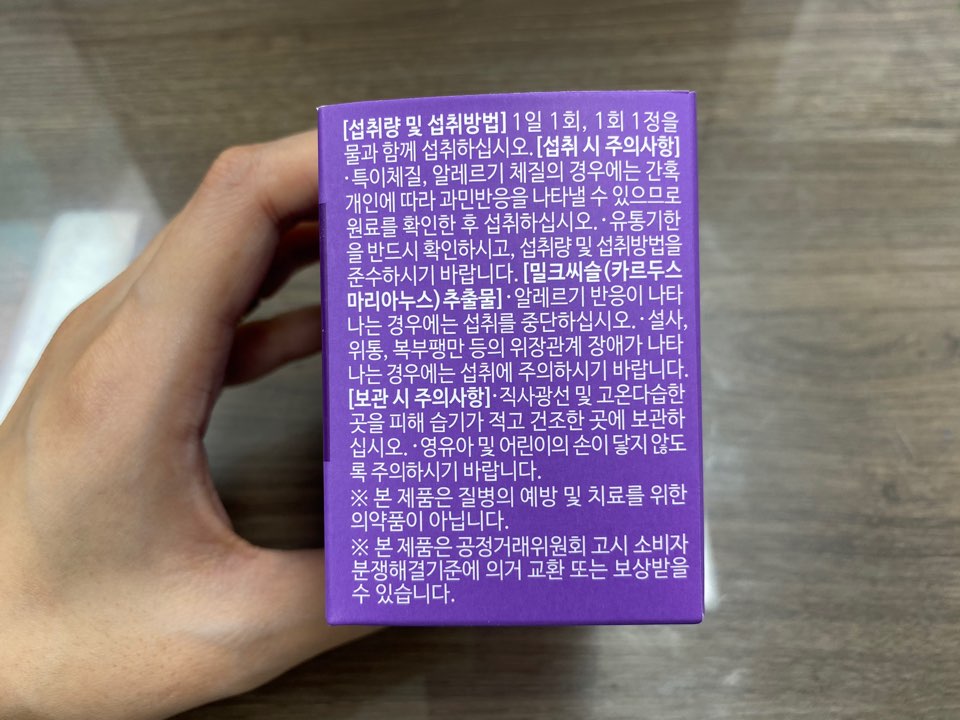 [섭취량 및 섭취방법] 1일 1회, 1회 1정을
물과 함께 섭취하십시오. [섭취 시 주의사항]
·특이체질, 알레르기 체질의 경우에는 간혹
개인에 따라 과민반응을 나타낼 수 있으므로
원료를 확인한 후 섭취하십시오. ·유통기한
을 반드시 확인하시고, 섭취량 및 섭취방법을
준수하시기 바랍니다. [밀크씨슬(카르두스
마리아누스) 추출물] ·알레르기 반응이 나타
나는 경우에는 섭취를 중단하십시오. ·설사,
위통, 복부팽만 등의 위장관계 장애가 나타
나는 경우에는 섭취에 주의하시기 바랍니다.
[보관 시 주의사항] ·직사광선 및 고온다습한
곳을 피해 습기가 적고 건조한 곳에 보관하
십시오. ·영유아 및 어린이의 손이 닿지 않도
록 주의하시기 바랍니다.
※ 본 제품은 질병의 예방 및 치료를 위한
의약품이 아닙니다.
※ 본 제품은 공정거래위원회 고시 소비자
분쟁해결기준에 의거 교환 또는 보상받을
수 있습니다.